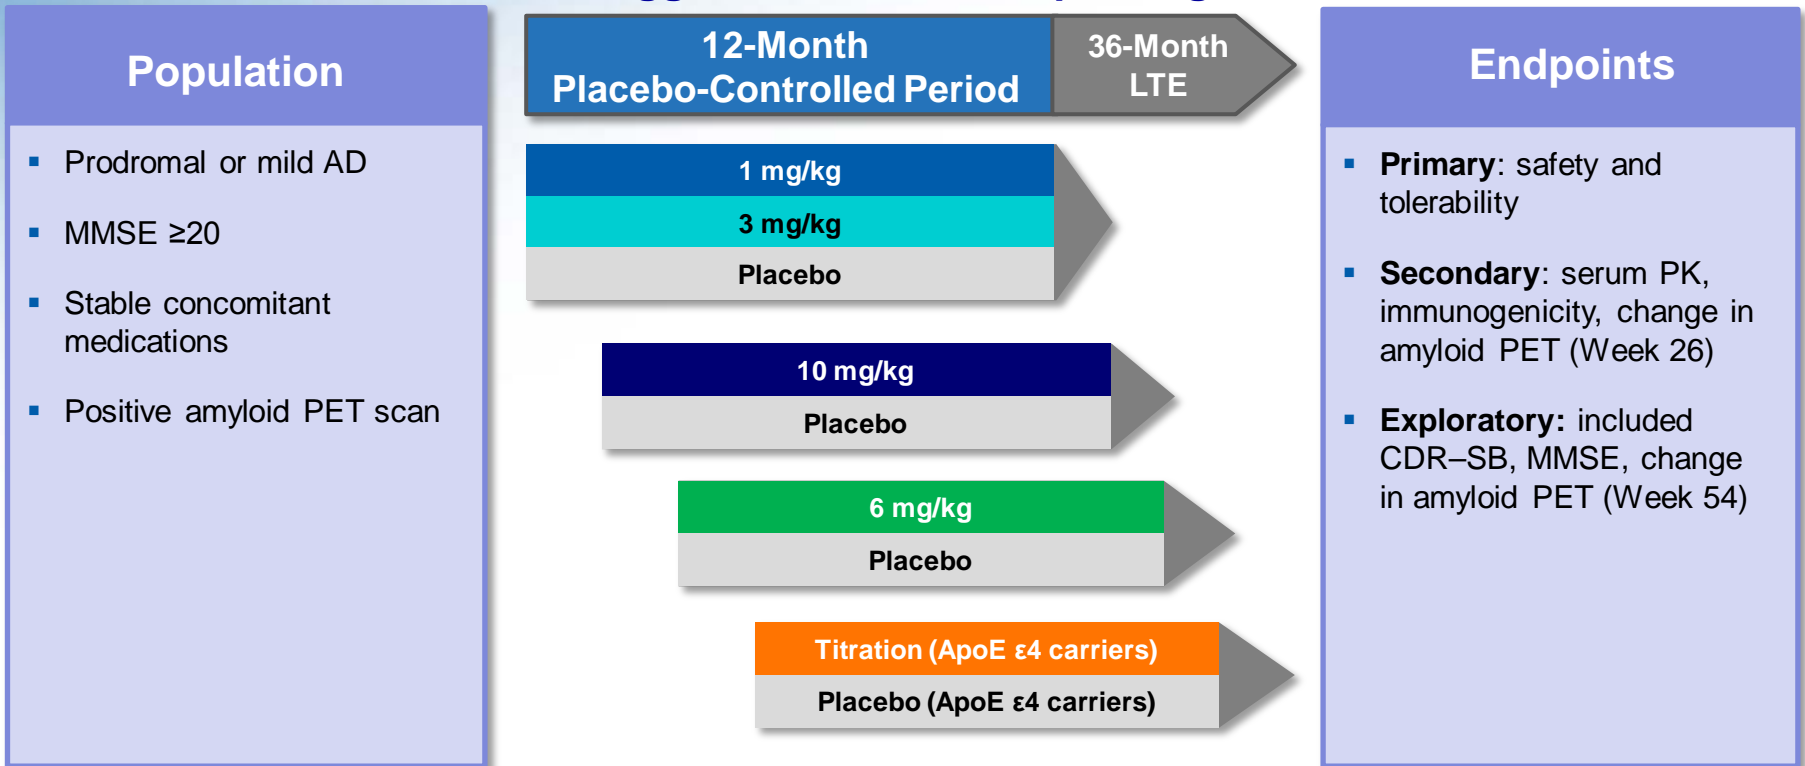 Population
▪ Prodromal or mild AD
▪ MMSE ≥20
▪ Stable concomitant
medications
▪ Positive amyloid PET scan
12-Month
Placebo-Controlled Period
36-Month
LTE
1 mg/kg
3 mg/kg
Placebo
10 mg/kg
Placebo
6 mg/kg
Placebo
Titration (ApoE ε4 carriers)
Placebo (ApoE ε4 carriers)
Endpoints
▪ Primary: safety and
tolerability
▪ Secondary: serum PK,
immunogenicity, change in
amyloid PET (Week 26)
▪ Exploratory: included
CDR–SB, MMSE, change
in amyloid PET (Week 54)